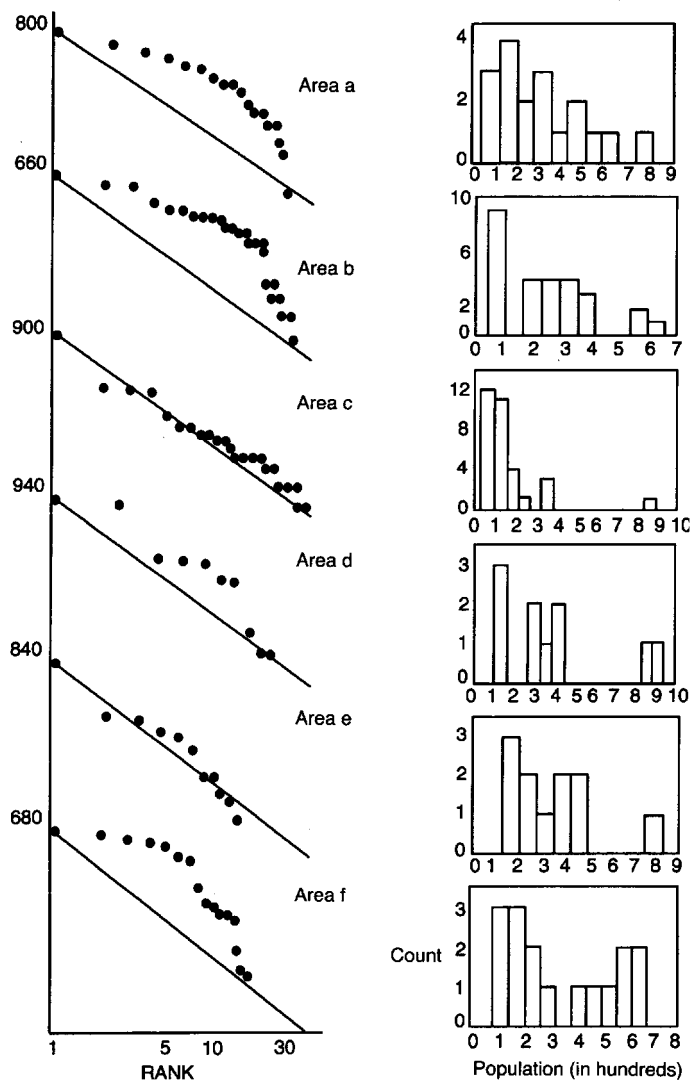 800
Area a
660
Area b
900
Area c
940
Area d
840
Area e
680
Area f
1 5 10 30
RANK
4
2
0
0 1 2 3 4 5 6 7 8 9
10
6
2
0
0 1 2 3 4 5 6 7
12
8
4
0
0 1 2 3 4 5 6 7 8 9 10
3
2
1
0
0 1 2 3 4 5 6 7 8 9 10
3
2
1
0
0 1 2 3 4 5 6 7 8 9
3
2
1
0
Count
0 1 2 3 4 5 6 7 8
Population (in hundreds)